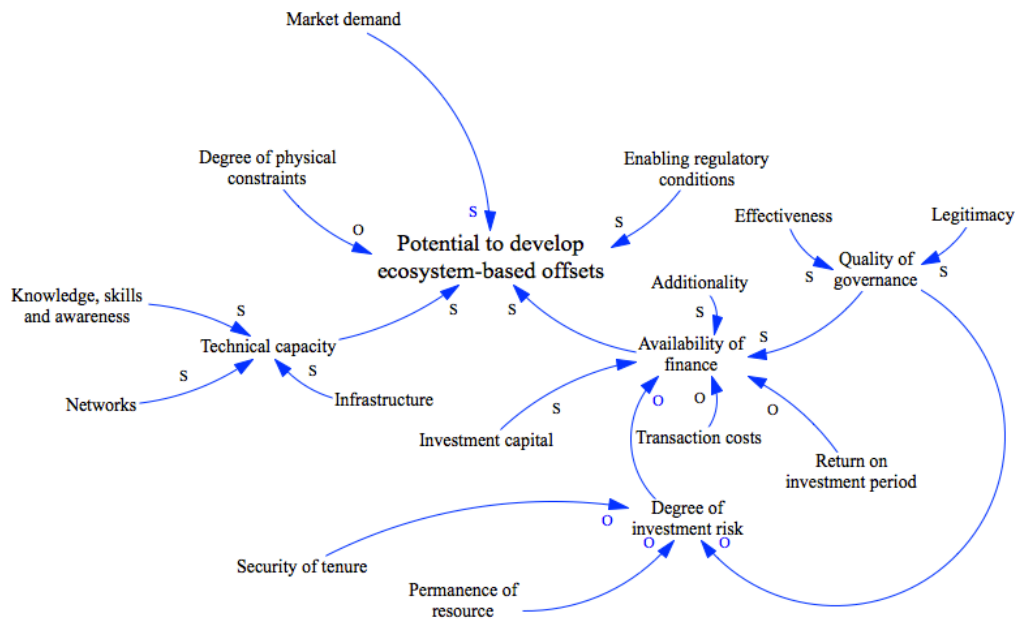 Market demand
Degree of physical
constraints
O
S
Enabling regulatory
conditions
S
Effectiveness
S
Legitimacy
S
Quality of
governance
Potential to develop
ecosystem-based offsets
S
S
Additionality
S
S
Availability of
finance
Knowledge, skills
and awareness
S
Technical capacity
S
Networks
S
Infrastructure
S
Investment capital
O
O
Transaction costs
O
Return on
investment period
Degree of
investment risk
O
O
O
Security of tenure
Permanence of
resource